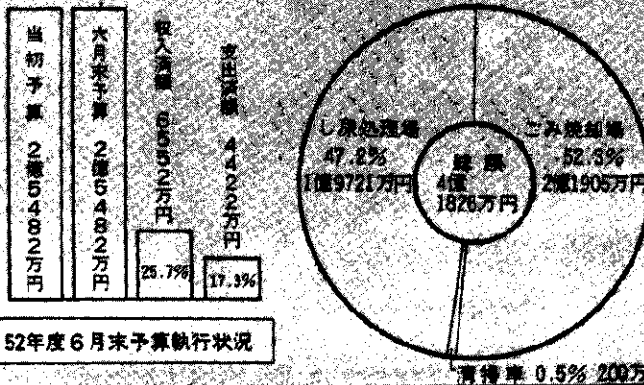 当初予算 2億5482万円
六月末予算 2億5482万円
収入済額 6552万円
支出済額 4422万円
25.7%
17.3%
52年度6月末予算執行状況
し尿処理場
47.2%
1億9721万円
4億
1826万円
ごみ焼却場
52.3%
2億1905万円
清掃車 0.5% 200万